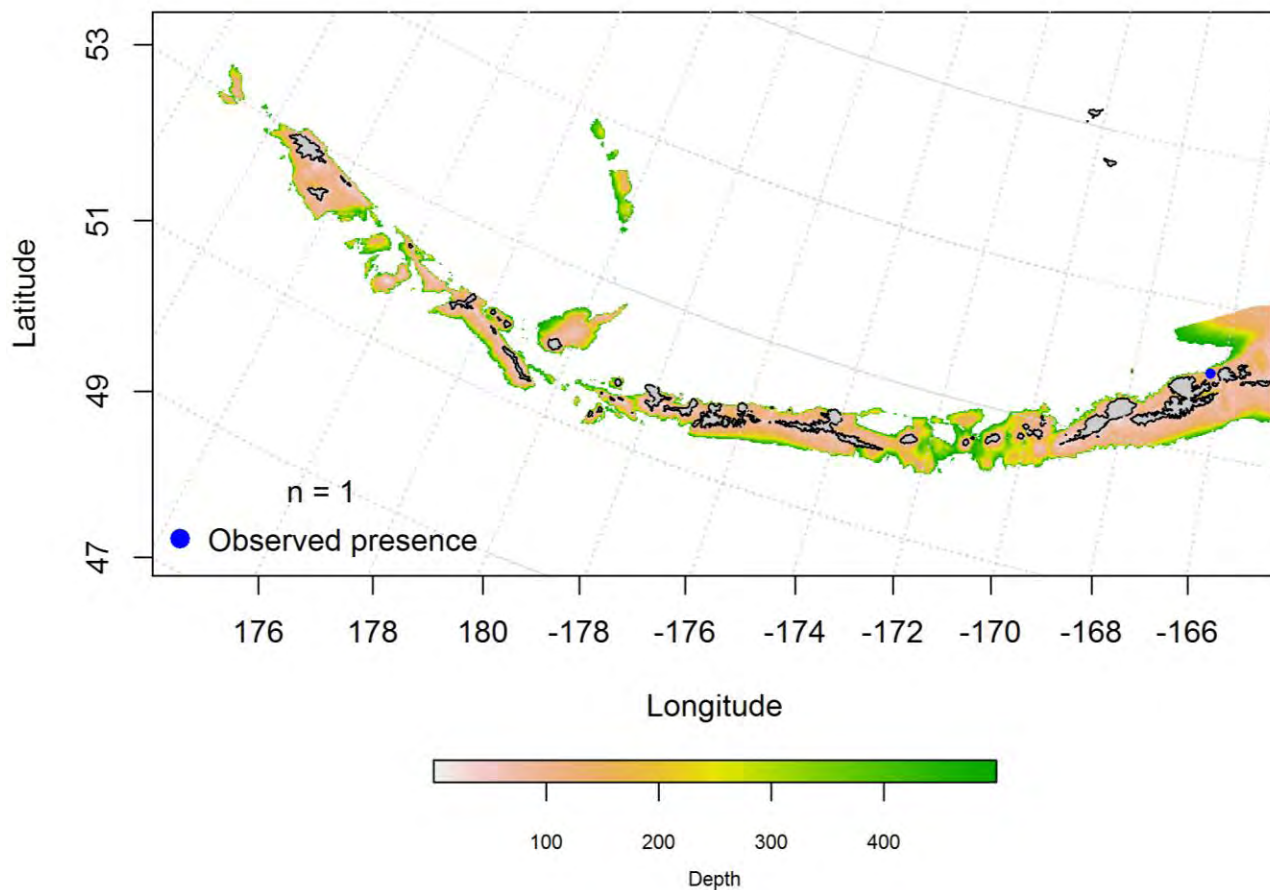 53
51
49
47
Latitude
n = 1
Observed presence
176 178 180 -178 -176 -174 -172 -170 -168 -166
Longitude
100 200 300 400
Depth